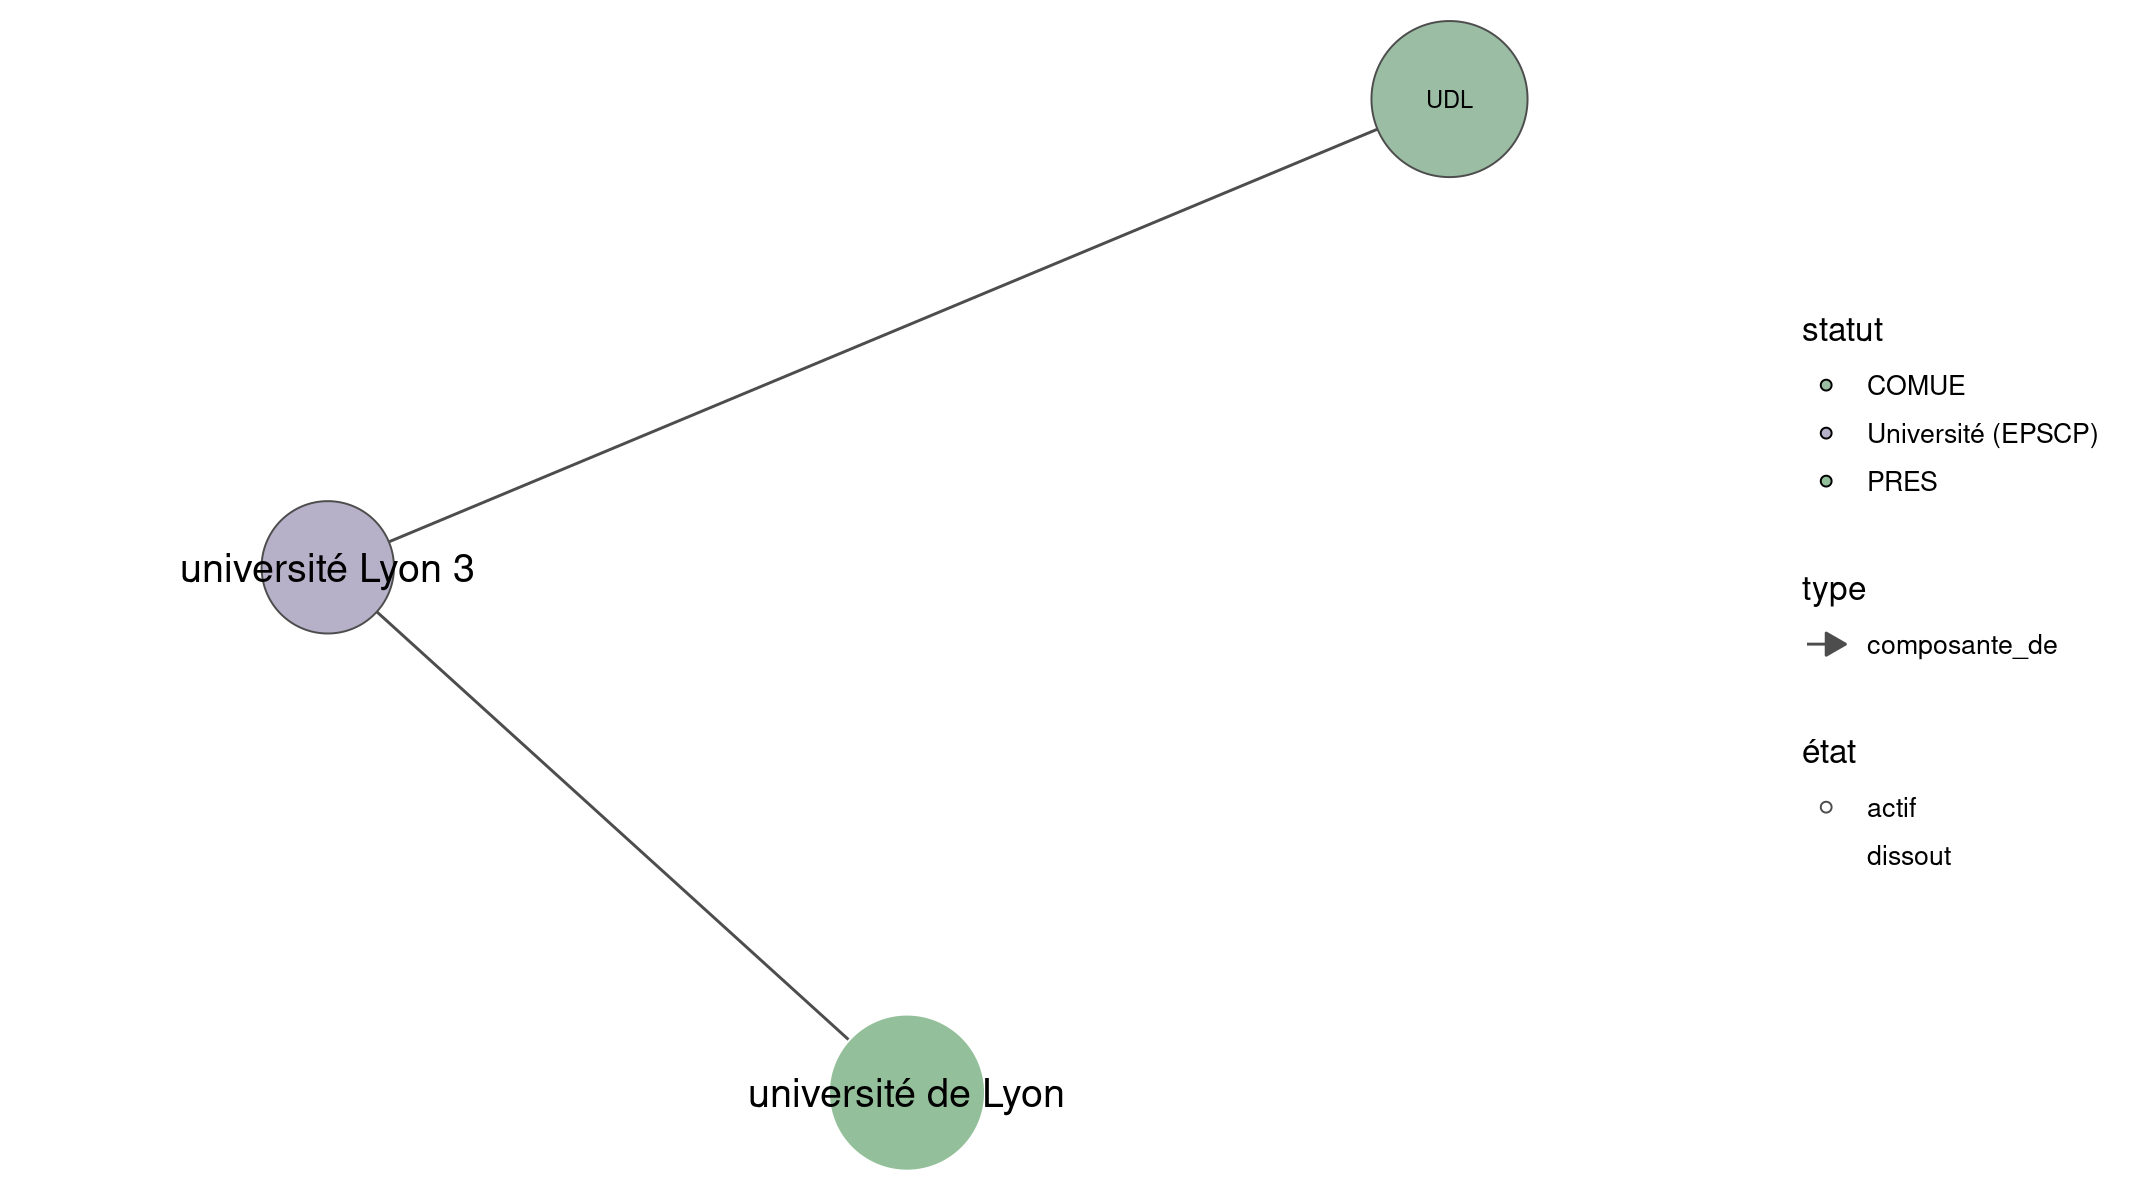 UDL
université Lyon 3
université de Lyon
statut
COMUE
Université (EPSCP)
PRES
type
composante_de
état
actif
dissout